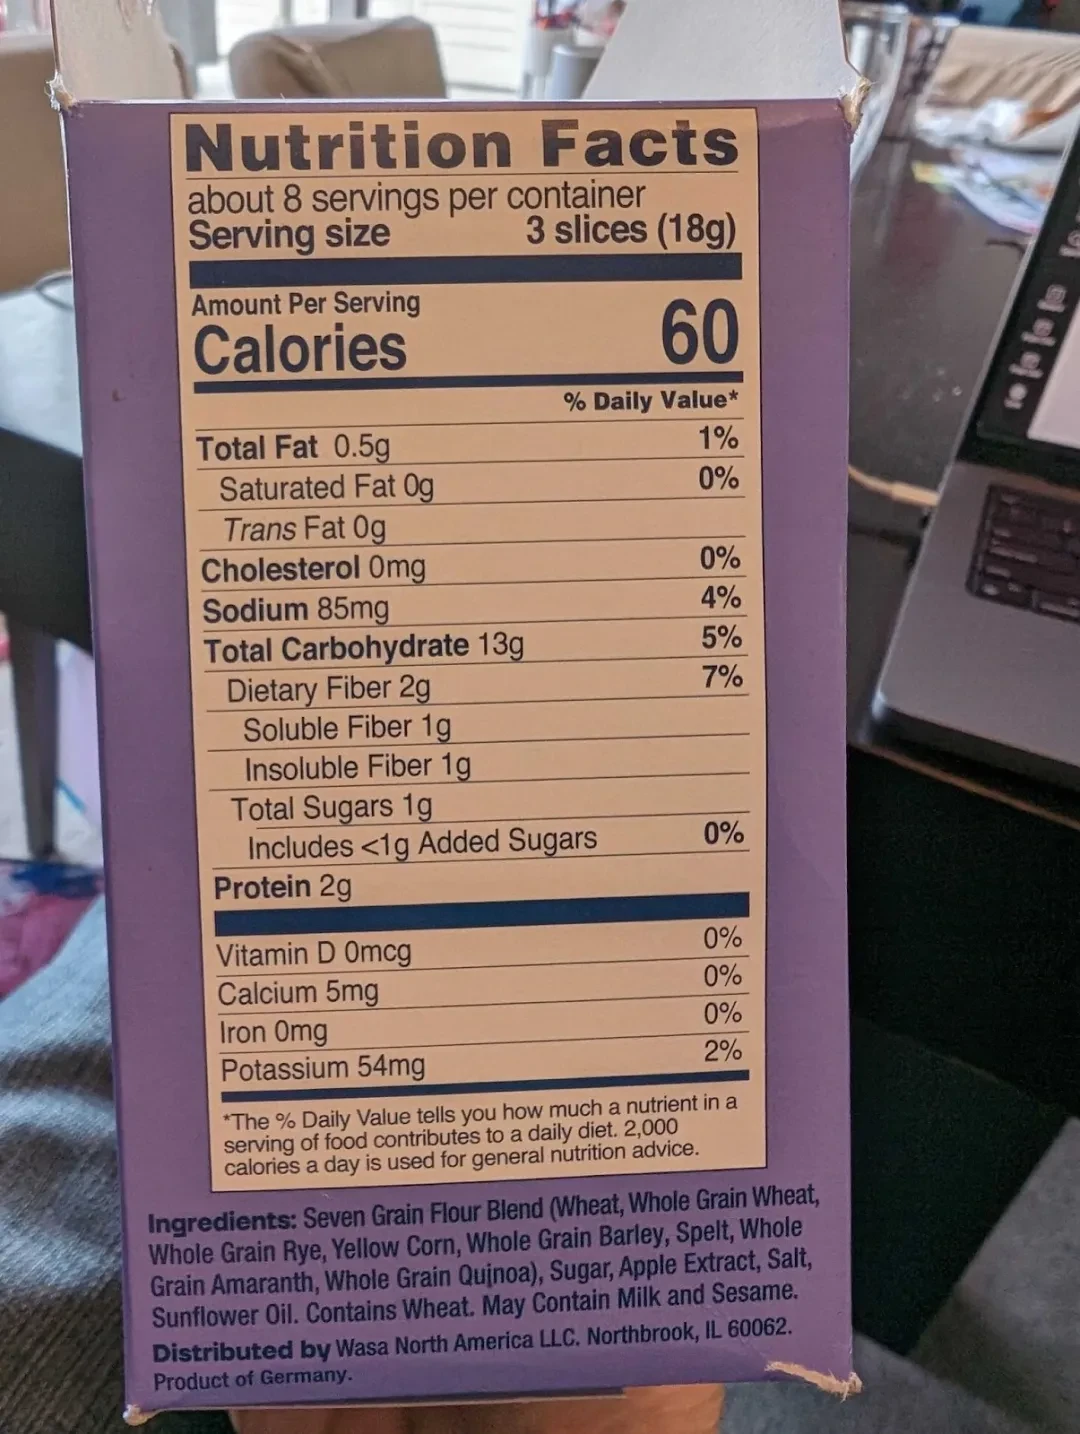 Nutrition Facts
about 8 servings per container
Serving size 3 slices (18g)
Amount Per Serving
Calories 60
% Daily Value*
Total Fat 0.5g 1%
Saturated Fat 0g 0%
Trans Fat 0g
Cholesterol 0mg 0%
Sodium 85mg 4%
Total Carbohydrate 13g 5%
Dietary Fiber 2g 7%
Soluble Fiber 1g
Insoluble Fiber 1g
Total Sugars 1g
Includes <1g Added Sugars 0%
Protein 2g
Vitamin D 0mcg 0%
Calcium 5mg 0%
Iron 0mg 0%
Potassium 54mg 2%
*The % Daily Value tells you how much a nutrient in a
serving of food contributes to a daily diet. 2,000
calories a day is used for general nutrition advice.
Ingredients: Seven Grain Flour Blend (Wheat, Whole Grain Wheat,
Whole Grain Rye, Yellow Corn, Whole Grain Barley, Spelt, Whole
Grain Amaranth, Whole Grain Quinoa), Sugar, Apple Extract, Salt,
Sunflower Oil. Contains Wheat. May Contain Milk and Sesame.
Distributed by Wasa North America LLC. Northbrook, IL 60062.
Product of Germany.